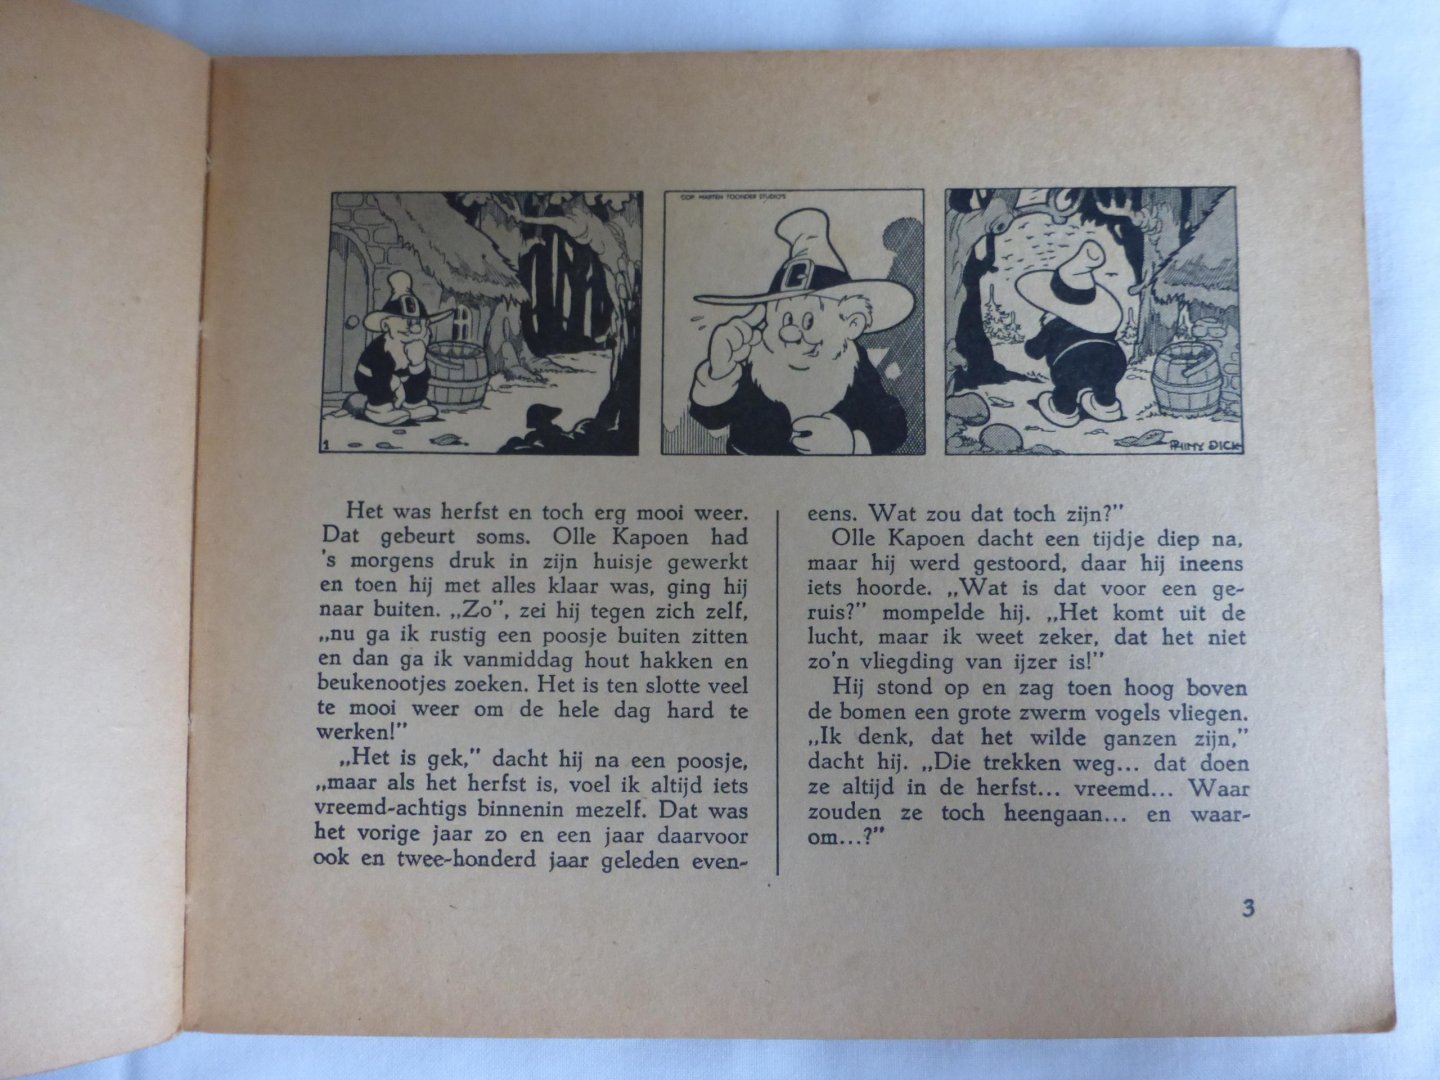 COP. MARTEN TOONDER STUDIO'S
1
PHINY DICK
Het was herfst en toch erg mooi weer.
Dat gebeurt soms. Olle Kapoen had
's morgens druk in zijn huisje gewerkt
en toen hij met alles klaar was, ging hij
naar buiten. „Zo”, zei hij tegen zich zelf,
„nu ga ik rustig een poosje buiten zitten
en dan ga ik vanmiddag hout hakken en
beukenootjes zoeken. Het is ten slotte veel
te mooi weer om de hele dag hard te
werken!”
„Het is gek,” dacht hij na een poosje,
„maar als het herfst is, voel ik altijd iets
vreemd-achtigs binnenin mezelf. Dat was
het vorige jaar zo en een jaar daarvoor
ook en twee-honderd jaar geleden even-
eens. Wat zou dat toch zijn?”
Olle Kapoen dacht een tijdje diep na,
maar hij werd gestoord, daar hij ineens
iets hoorde. „Wat is dat voor een ge-
ruis?” mompelde hij. „Het komt uit de
lucht, maar ik weet zeker, dat het niet
zo'n vliegding van ijzer is!”
Hij stond op en zag toen hoog boven
de bomen een grote zwerm vogels vliegen.
„Ik denk, dat het wilde ganzen zijn,”
dacht hij. „Die trekken weg... dat doen
ze altijd in de herfst... vreemd... Waar
zouden ze toch heengaan... en waar-
om...?”
3